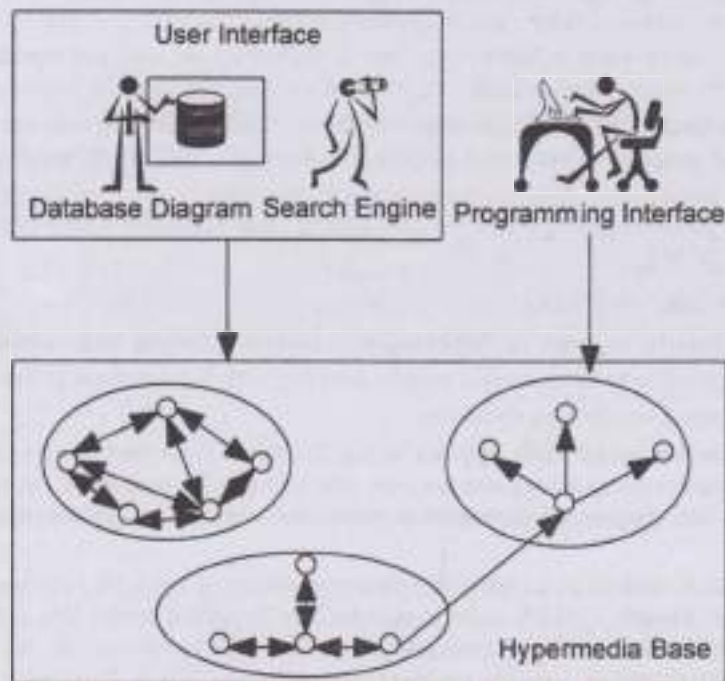 User Interface
Database Diagram Search Engine
Programming Interface
Hypermedia Base